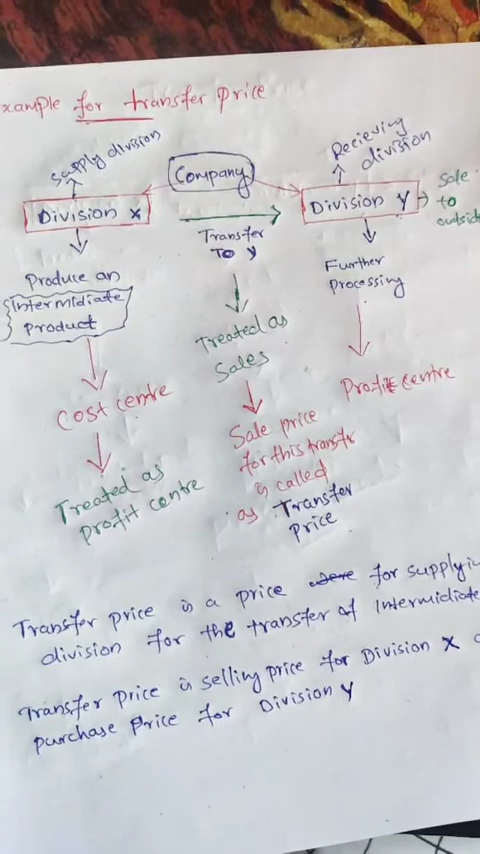 xample for transfer price
Supply division
Company
Recieving
division
Division X
Transfer
To Y
Division Y
Sale
to
outside
Produce an
Intermidiate
Product
Treated as
Sales
Further
Processing
Cost centre
Sale price
for this transfr
is called
as Transfer
Price
Profit centre
Treated as
profit centre
Transfer price is a price for supplyi
division for the transfer of Intermidiate
Transfer price is selling price for Division X
purchase price for Division Y